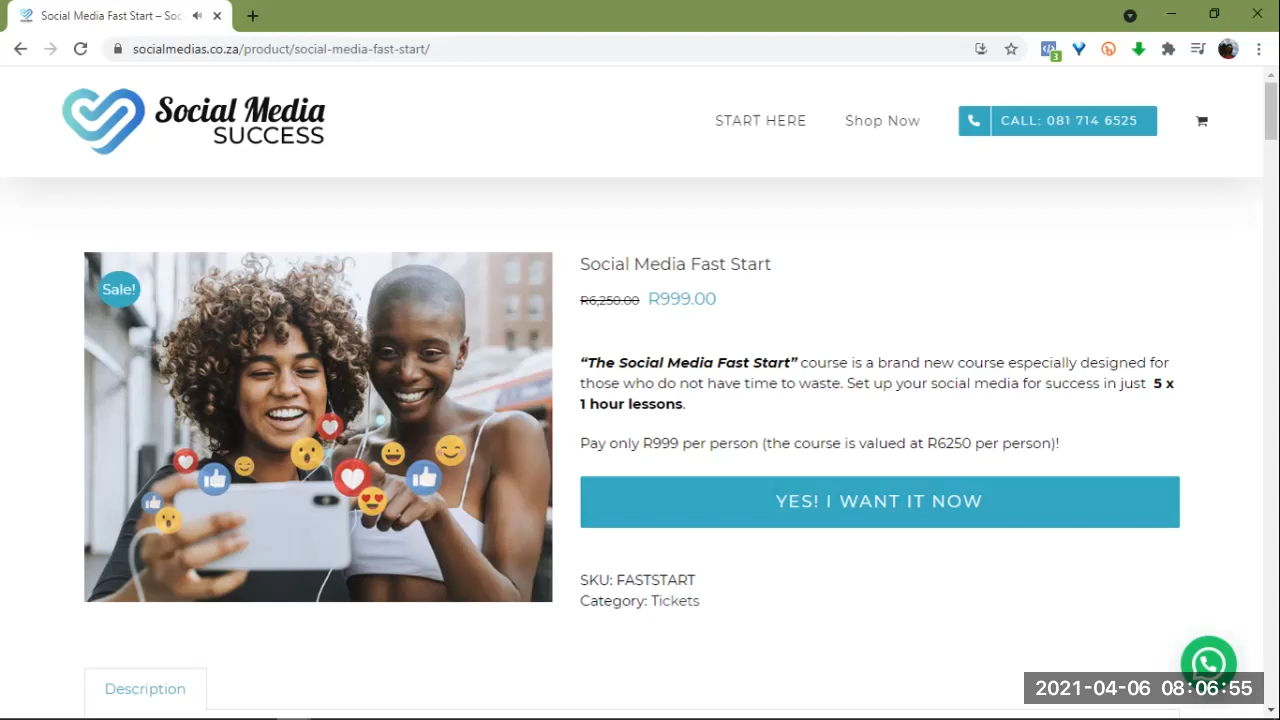 Social Media Fast Start – Soc
socialmedias.co.za/product/social-media-fast-start/
3
Social Media
SUCCESS
START HERE
Shop Now
CALL: 081 714 6525
Sale!
Social Media Fast Start
R6,250.00 R999.00
“The Social Media Fast Start” course is a brand new course especially designed for
those who do not have time to waste. Set up your social media for success in just 5 x
1 hour lessons.
Pay only R999 per person (the course is valued at R6250 per person)!
YES! I WANT IT NOW
SKU: FASTSTART
Category: Tickets
Description
2021-04-06 08:06:55